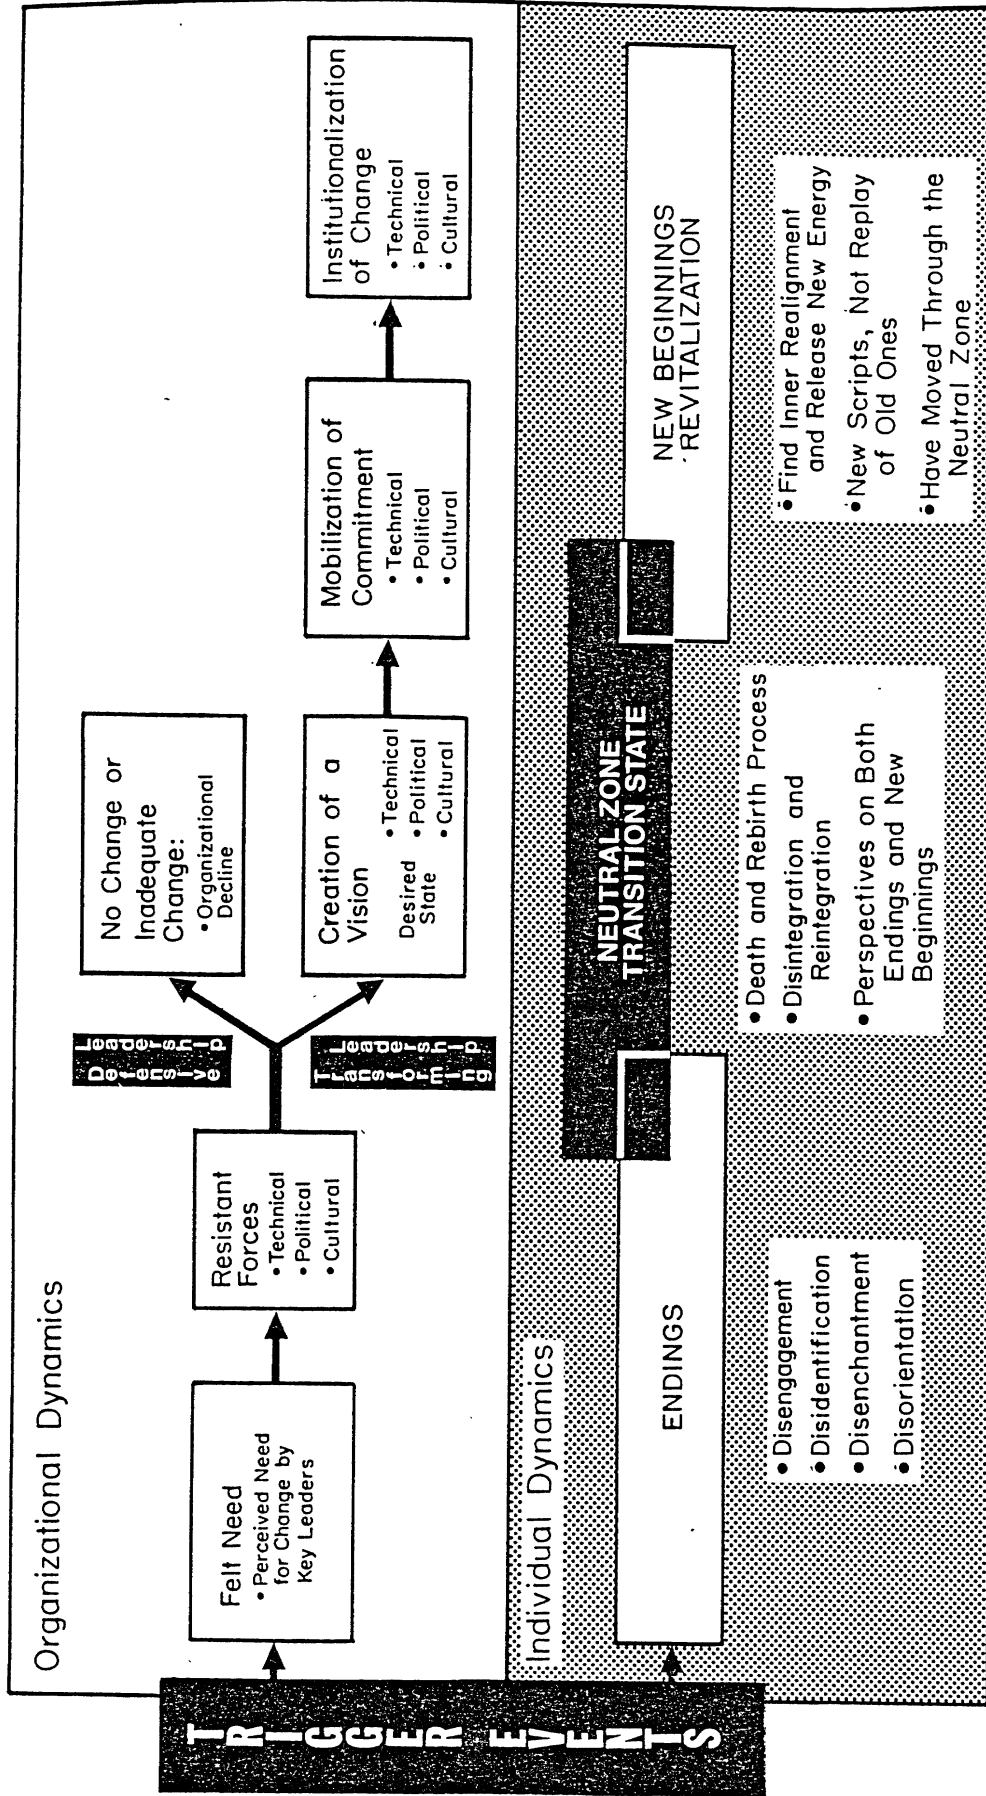 TRIGGER EVENTS
Organizational Dynamics
Felt Need
• Perceived Need
for Change by
Key Leaders
Resistant
Forces
• Technical
• Political
• Cultural
Leadership
Defensive
Leadership
Transforming
No Change or
Inadequate
Change:
• Organizational
Decline
Creation of a
Vision
Desired
State
• Technical
• Political
• Cultural
Mobilization of
Commitment
• Technical
• Political
• Cultural
Institutionalization
of Change
• Technical
• Political
• Cultural
Individual Dynamics
ENDINGS
• Disengagement
• Disidentification
• Disenchantment
• Disorientation
NEUTRAL ZONE
TRANSITION STATE
• Death and Rebirth Process
• Disintegration and
Reintegration
• Perspectives on Both
Endings and New
Beginnings
NEW BEGINNINGS
REVITALIZATION
• Find Inner Realignment
and Release New Energy
• New Scripts, Not Replay
of Old Ones
• Have Moved Through the
Neutral Zone